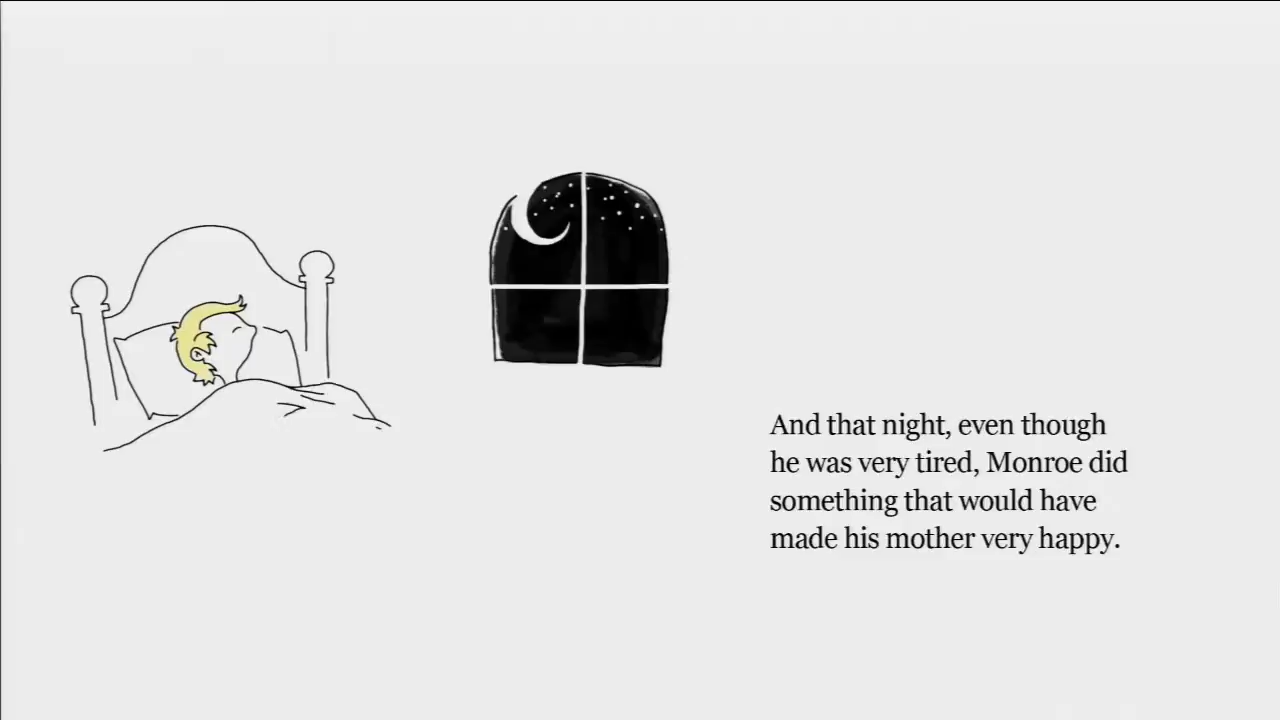 And that night, even though
he was very tired, Monroe did
something that would have
made his mother very happy.